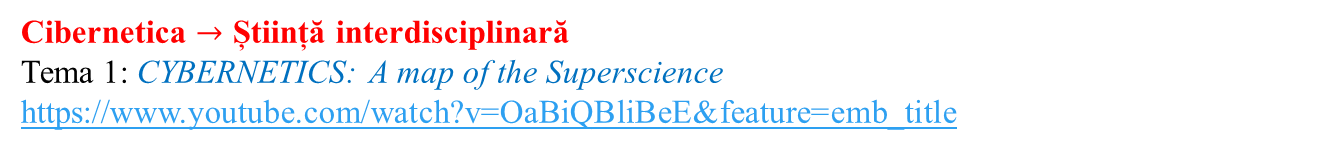 Cibernetica → Știință interdisciplinară
Tema 1: CYBERNETICS: A map of the Superscience
https://www.youtube.com/watch?v=OaBiQBliBeE&feature=emb_title